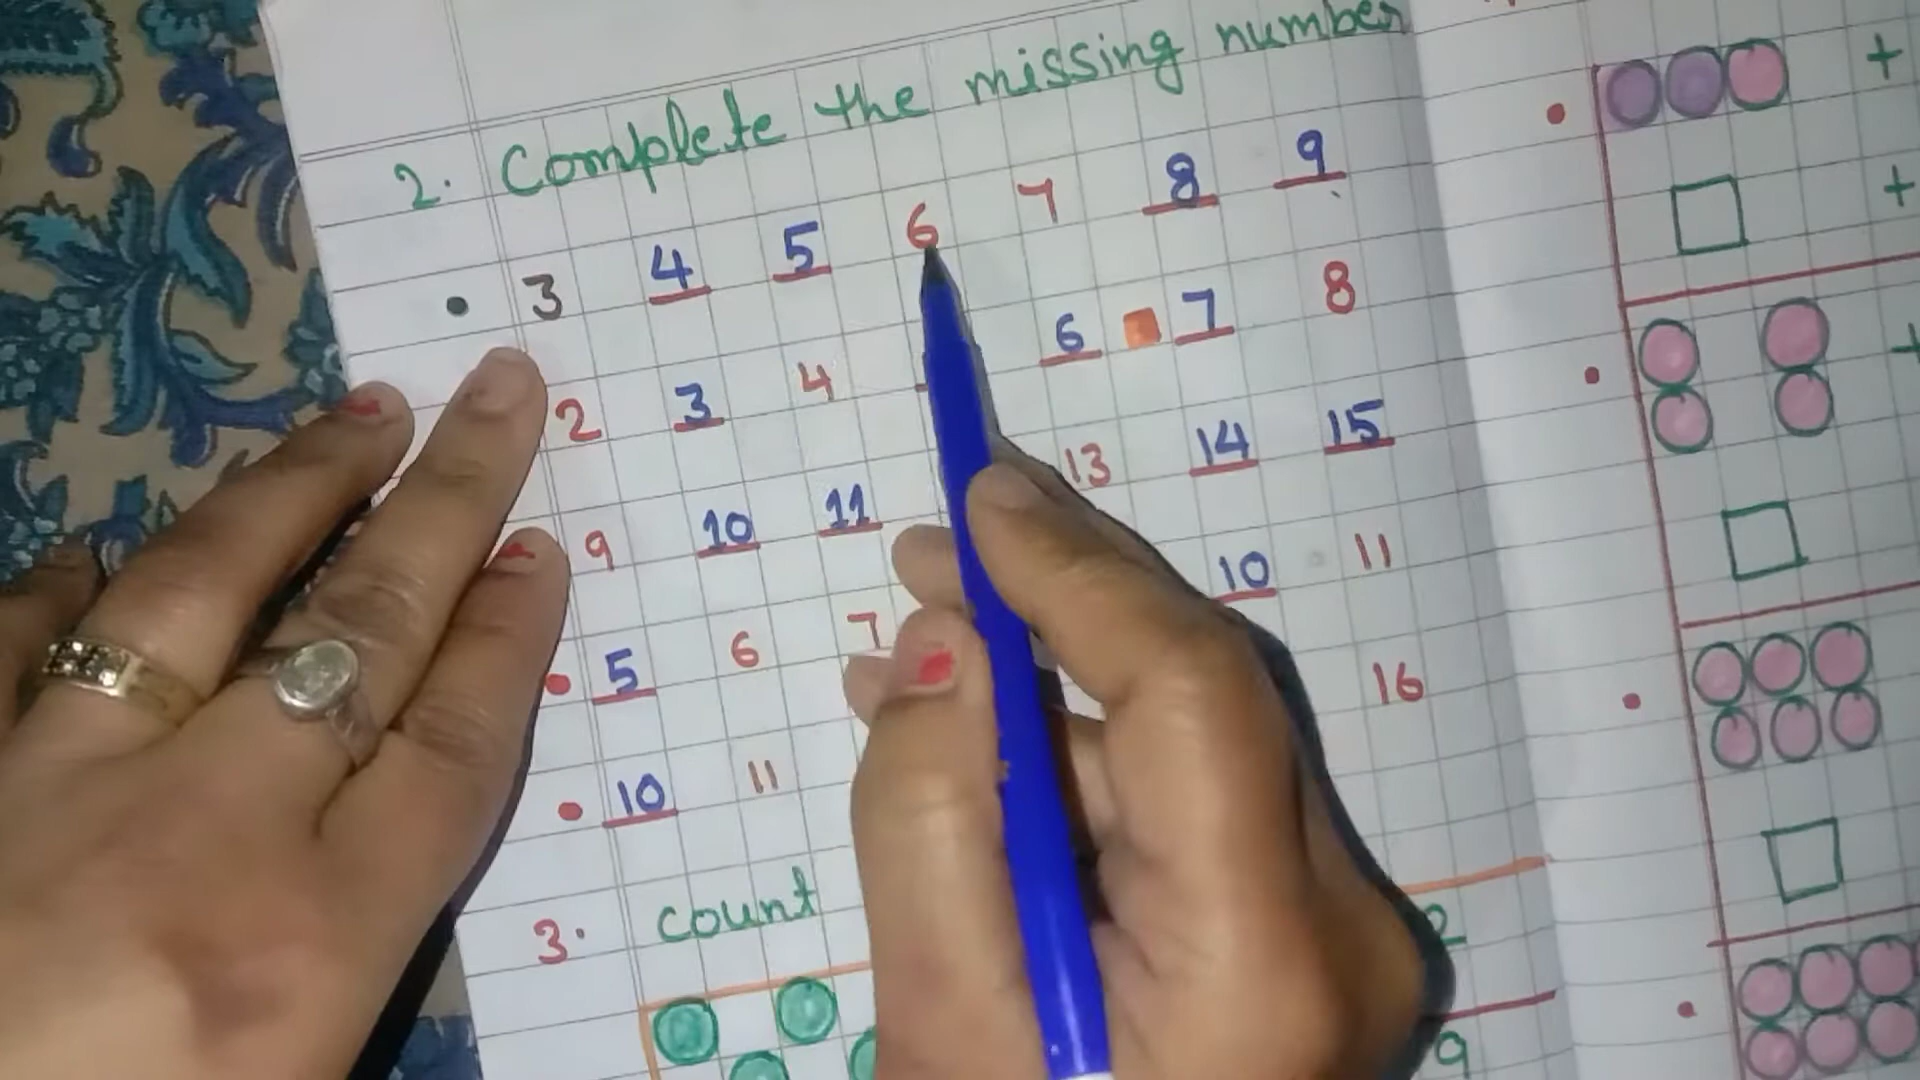 2. Complete the missing number
• 3 4 5 6 7 8 9
2 3 4 6 7 8
9 10 11 13 14 15
• 5 6 7 10 11
• 10 11 16
3. count
9
+
+
+